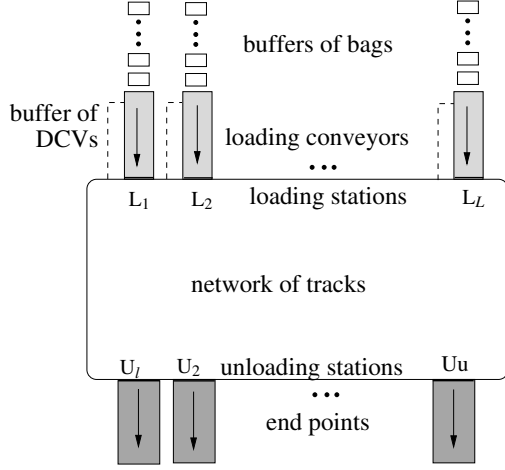 buffers of bags
buffer of
DCVs
loading conveyors
L1 L2 loading stations LL
network of tracks
Ul U2 unloading stations Uu
end points